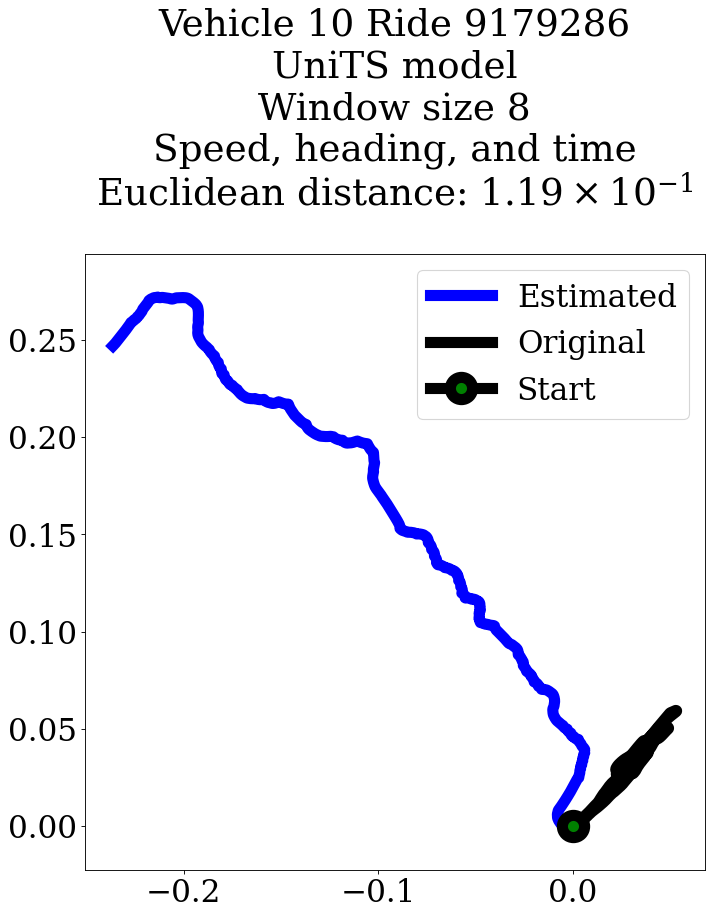 Vehicle 10 Ride 9179286
UniTS model
Window size 8
Speed, heading, and time
Euclidean distance: 1.19 × 10⁻¹
Estimated
Original
Start
0.25
0.20
0.15
0.10
0.05
0.00
−0.2 −0.1 0.0